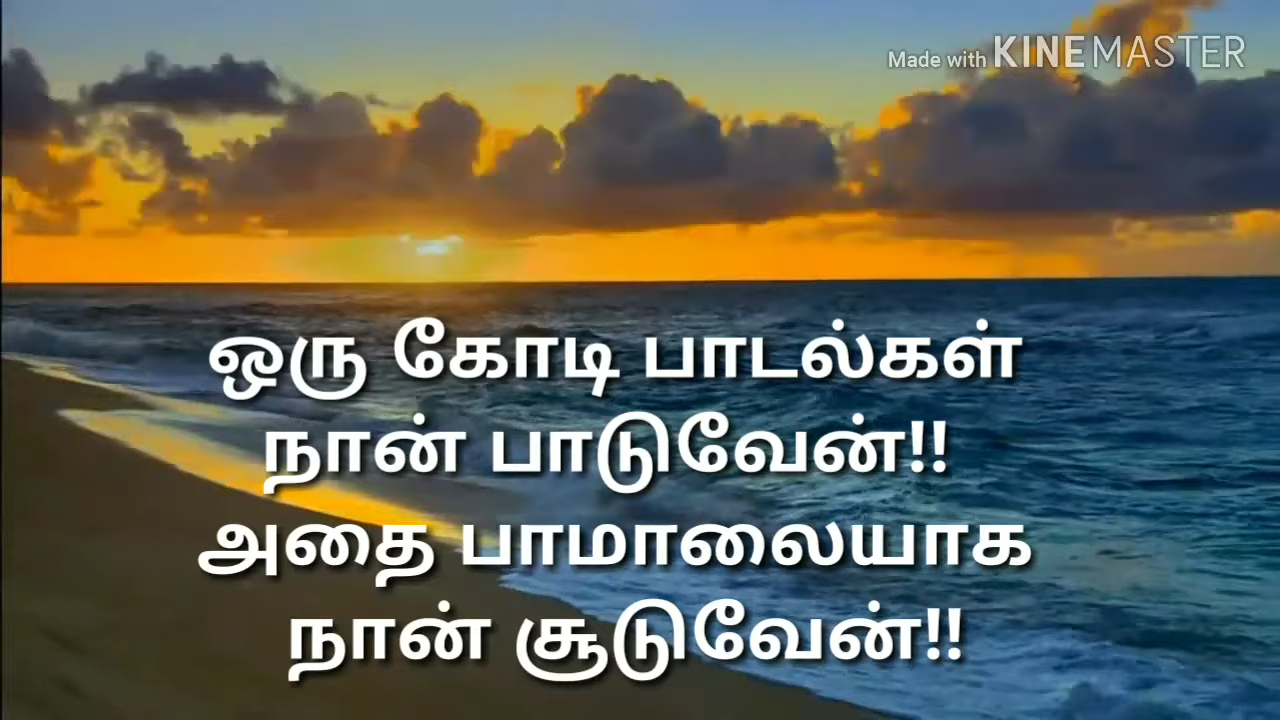 Made with KINEMASTER
ஒரு கோடி பாடல்கள்
நான் பாடுவேன்!!
அதை பாமாலையாக
நான் சூடுவேன்!!